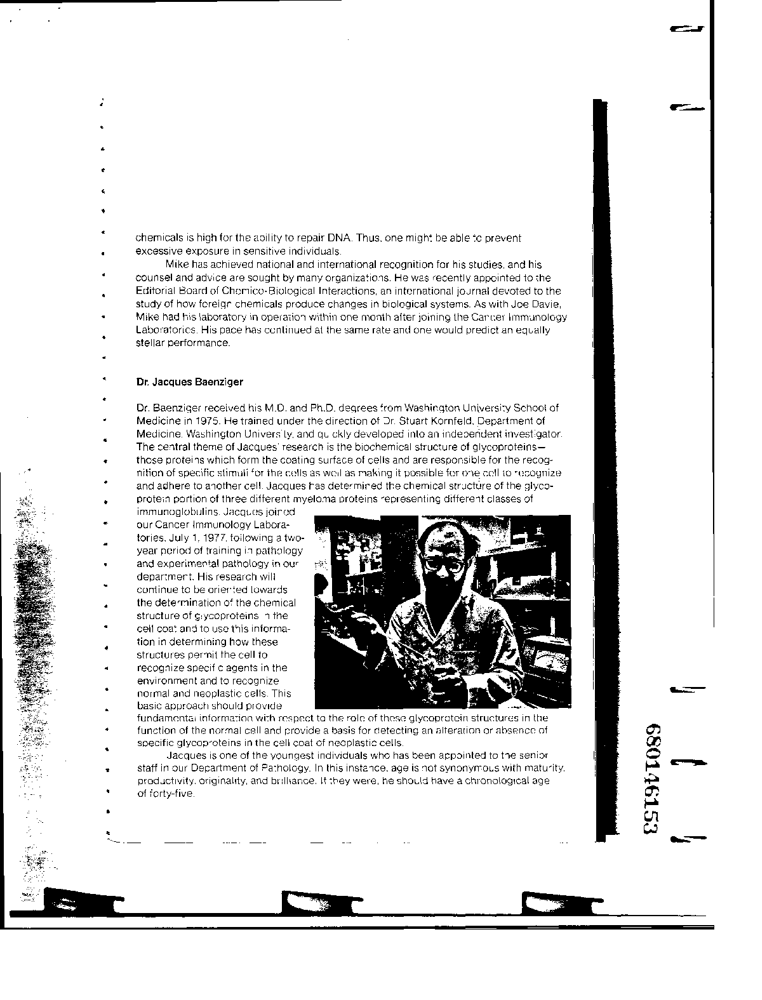 chemicals is high for the ability to repair DNA. Thus, one might be able to prevent
excessive exposure in sensitive individuals.
Mike has achieved national and international recognition for his studies, and his
counsel and advice are sought by many organizations. He was recently appointed to the
Editorial Board of Chemico-Biological Interactions, an international journal devoted to the
study of how foreign chemicals produce changes in biological systems. As with Joe Davie,
Mike had his laboratory in operation within one month after joining the Cancer Immunology
Laboratories. His pace has continued at the same rate and one would predict an equally
stellar performance.
Dr. Jacques Baenziger
Dr. Baenziger received his M.D. and Ph.D. degrees from Washington University School of
Medicine in 1975. He trained under the direction of Dr. Stuart Kornfeld, Department of
Medicine, Washington University, and quickly developed into an independent investigator.
The central theme of Jacques' research is the biochemical structure of glycoproteins—
those proteins which form the coating surface of cells and are responsible for the recog-
nition of specific stimuli for the cells as well as making it possible for one cell to recognize
and adhere to another cell. Jacques has determined the chemical structure of the glyco-
protein portion of three different myeloma proteins representing different classes of
immunoglobulins. Jacques joined
our Cancer Immunology Labora-
tories, July 1, 1977, following a two-
year period of training in pathology
and experimental pathology in our
department. His research will
continue to be oriented towards
the determination of the chemical
structure of glycoproteins in the
cell coat and to use this informa-
tion in determining how these
structures permit the cell to
recognize specific agents in the
environment and to recognize
normal and neoplastic cells. This
basic approach should provide
fundamental information with respect to the role of these glycoprotein structures in the
function of the normal cell and provide a basis for detecting an alteration or absence of
specific glycoproteins in the cell coat of neoplastic cells.
Jacques is one of the youngest individuals who has been appointed to the senior
staff in our Department of Pathology. In this instance, age is not synonymous with maturity,
productivity, originality, and brilliance. If they were, he should have a chronological age
of forty-five.
680146153